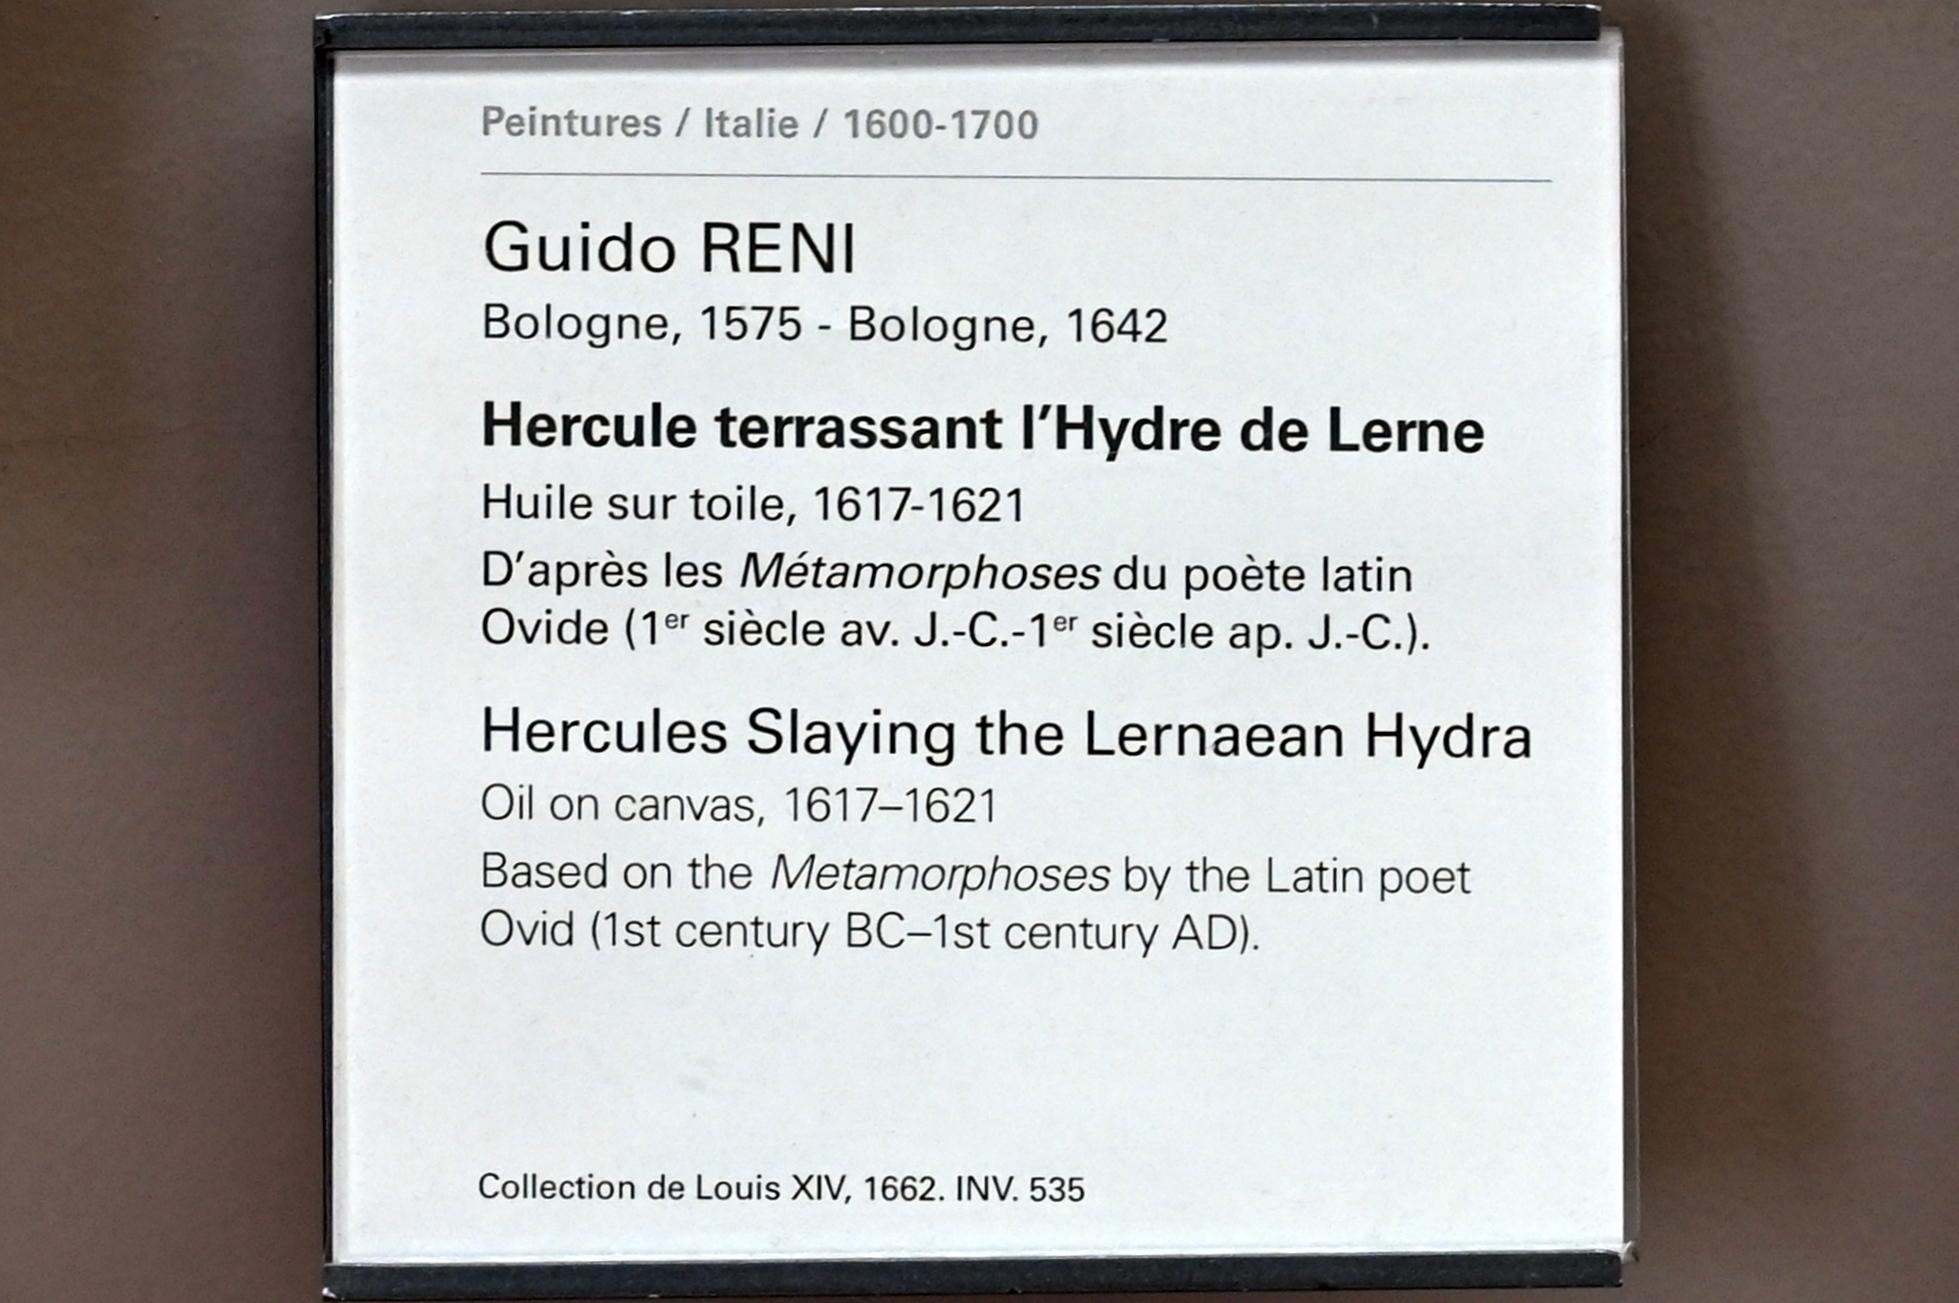 Peintures / Italie / 1600-1700
Guido RENI
Bologne, 1575 - Bologne, 1642
Hercule terrassant l'Hydre de Lerne
Huile sur toile, 1617-1621
D'après les Métamorphoses du poète latin
Ovide (1er siècle av. J.-C.-1er siècle ap. J.-C.).
Hercules Slaying the Lernaean Hydra
Oil on canvas, 1617–1621
Based on the Metamorphoses by the Latin poet
Ovid (1st century BC–1st century AD).
Collection de Louis XIV, 1662. INV. 535